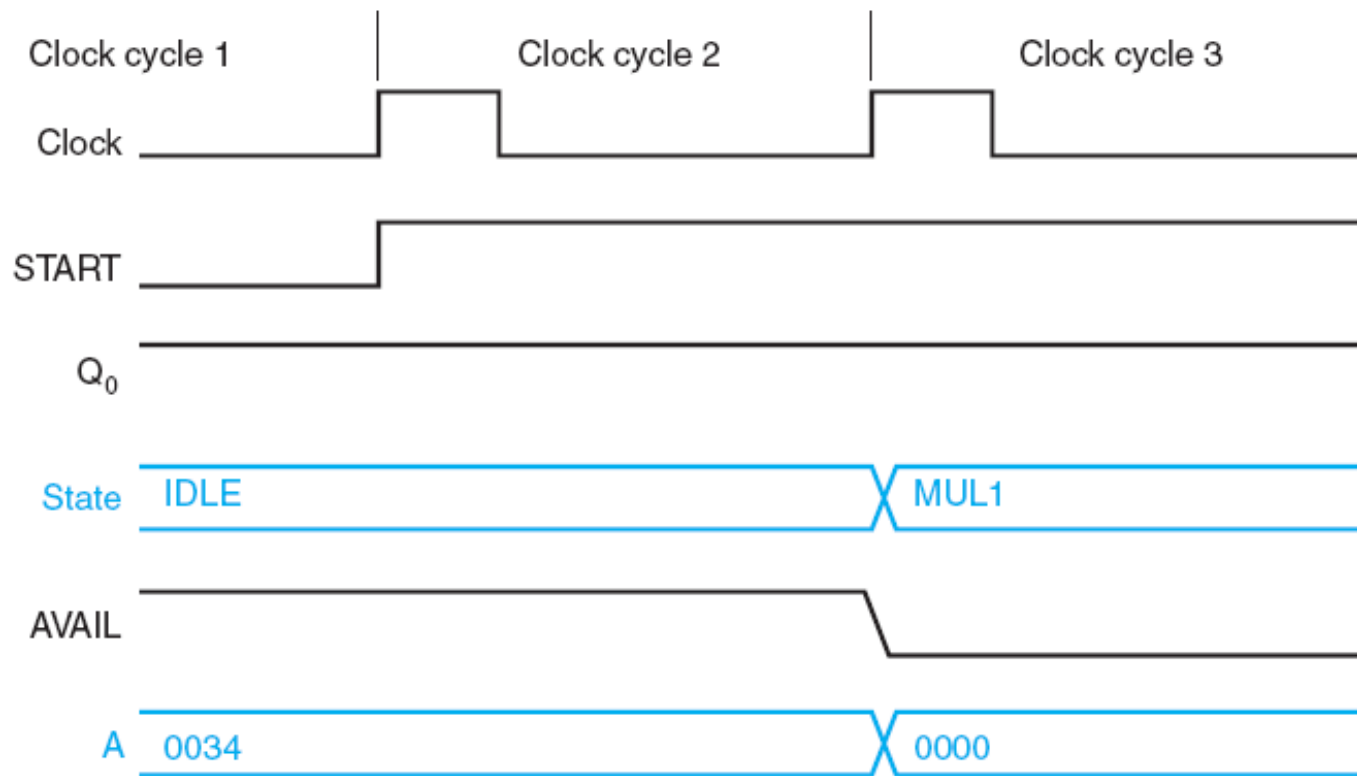 Clock cycle 1 Clock cycle 2 Clock cycle 3
Clock
START
Q₀
State IDLE MUL1
AVAIL
A 0034 0000